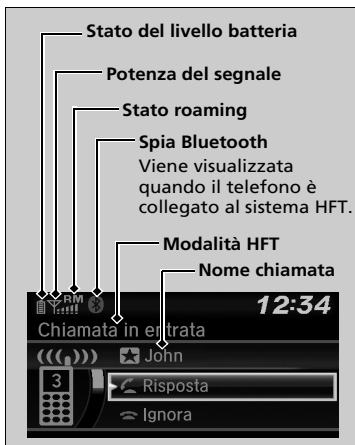 Stato del livello batteria
Potenza del segnale
Stato roaming
Spia Bluetooth
Viene visualizzata
quando il telefono è
collegato al sistema HFT.
Modalità HFT
Nome chiamata
RM
12:34
Chiamata in entrata
John
3
Risposta
Ignora